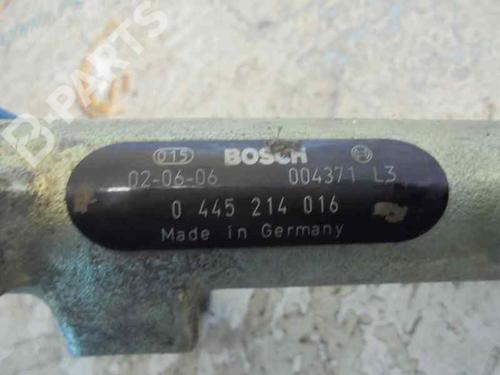 B-PARTS
015 BOSCH
02-06-06 004371 L3
0 445 214 016
Made in Germany